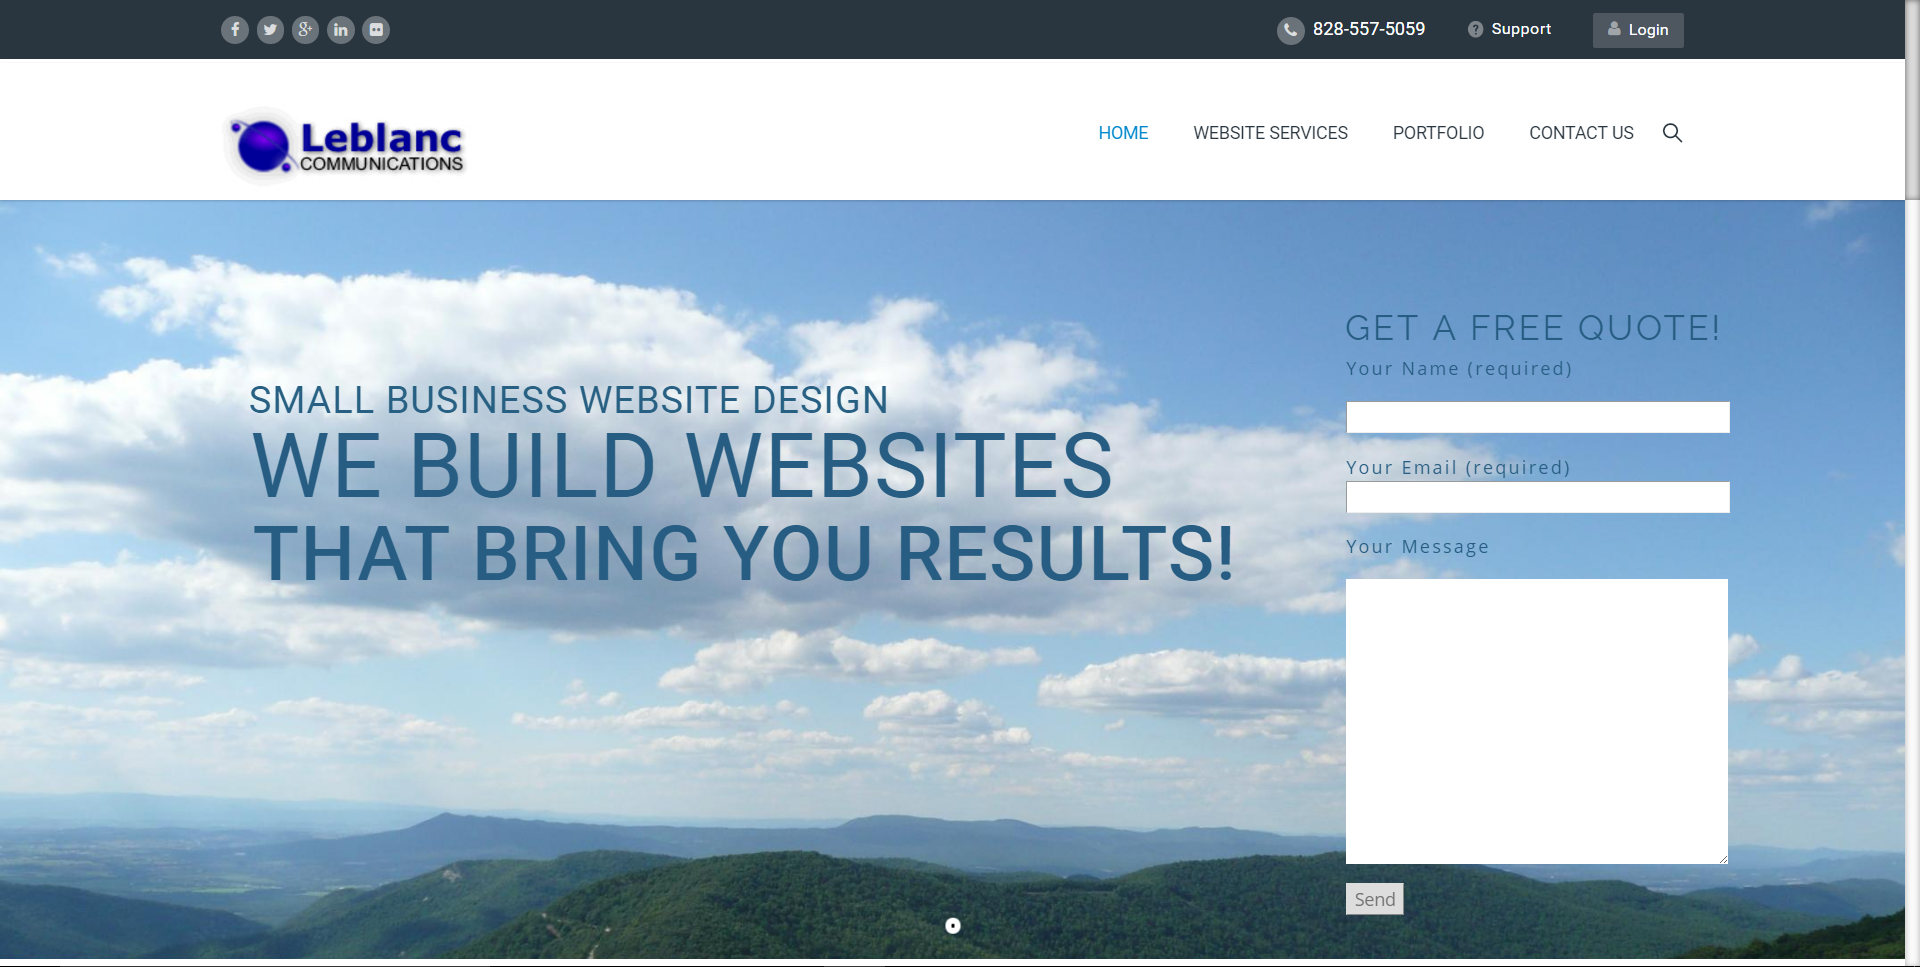 828-557-5059
Support
Login
Leblanc
COMMUNICATIONS
HOME
WEBSITE SERVICES
PORTFOLIO
CONTACT US
SMALL BUSINESS WEBSITE DESIGN
WE BUILD WEBSITES
THAT BRING YOU RESULTS!
GET A FREE QUOTE!
Your Name (required)
Your Email (required)
Your Message
Send